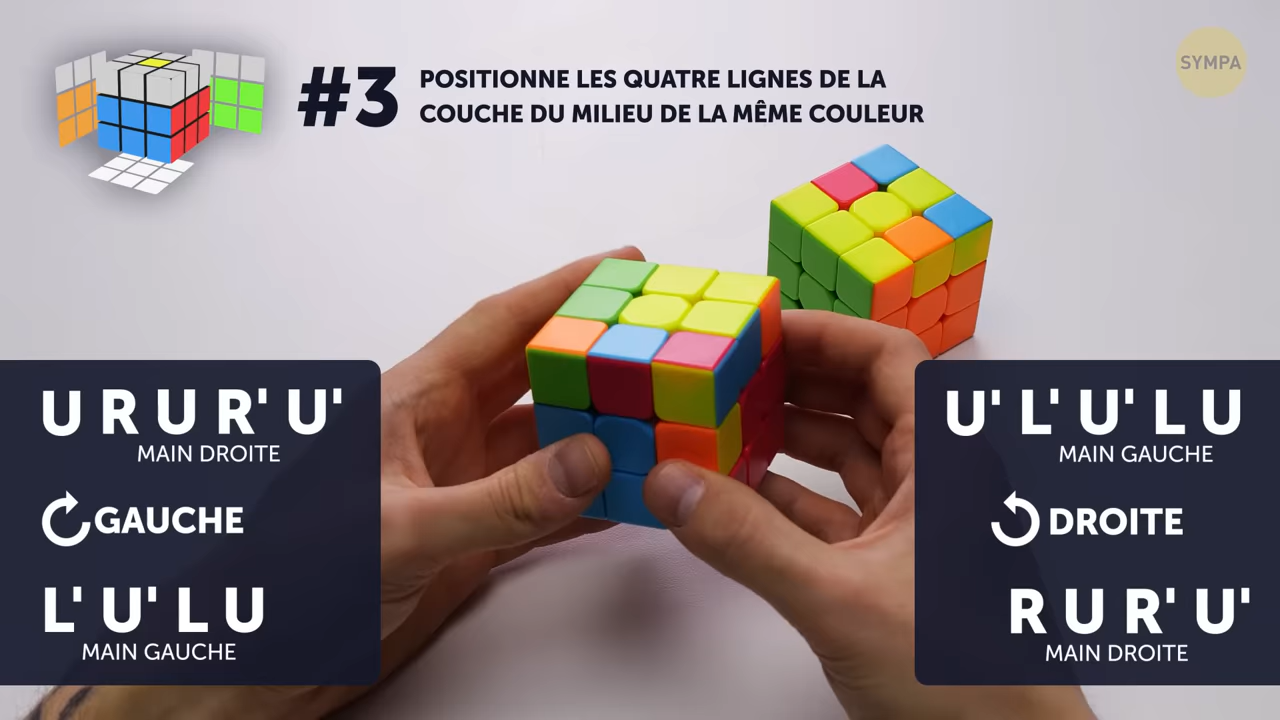 #3
POSITIONNE LES QUATRE LIGNES DE LA
COUCHE DU MILIEU DE LA MÊME COULEUR
SYMPA
U R U R' U'
MAIN DROITE
GAUCHE
L' U' L U
MAIN GAUCHE
U' L' U' L U
MAIN GAUCHE
DROITE
R U R' U'
MAIN DROITE